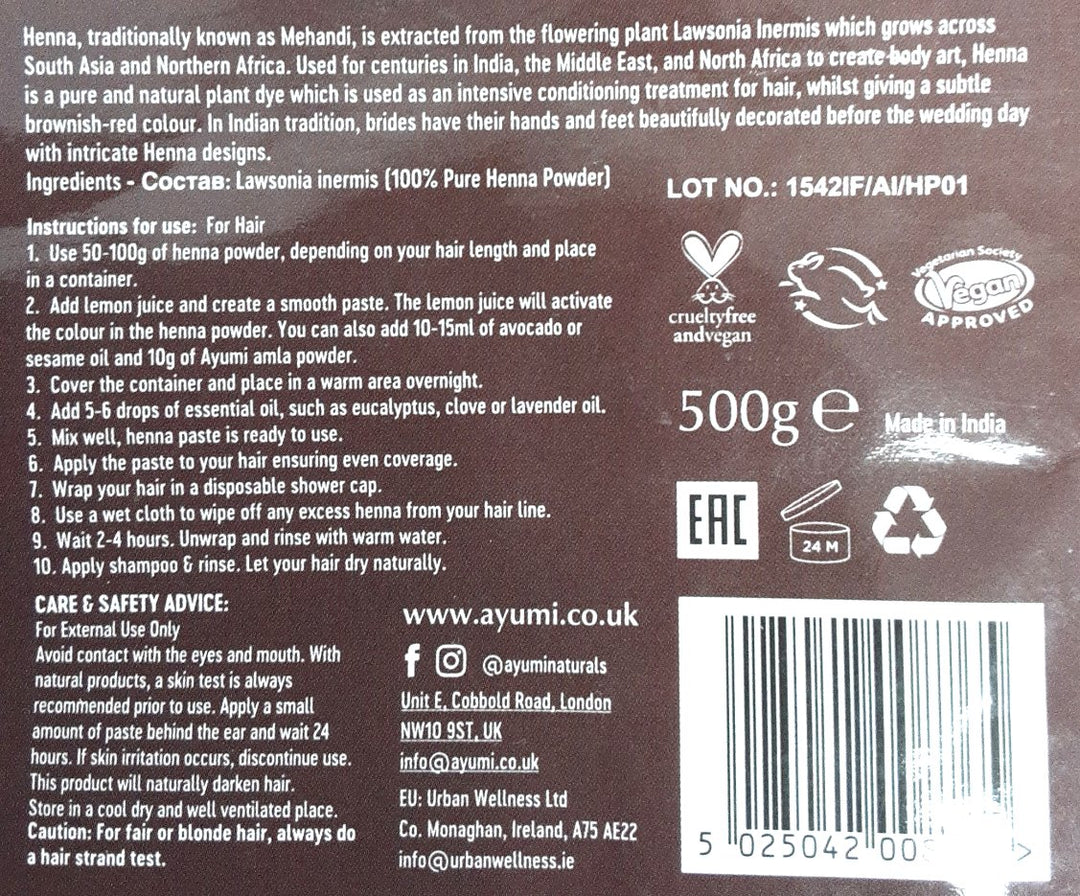 Henna, traditionally known as Mehandi, is extracted from the flowering plant Lawsonia Inermis which grows across
South Asia and Northern Africa. Used for centuries in India, the Middle East, and North Africa to create body art, Henna
is a pure and natural plant dye which is used as an intensive conditioning treatment for hair, whilst giving a subtle
brownish-red colour. In Indian tradition, brides have their hands and feet beautifully decorated before the wedding day
with intricate Henna designs.
Ingredients - Состав: Lawsonia inermis (100% Pure Henna Powder)
Instructions for use: For Hair
1. Use 50-100g of henna powder, depending on your hair length and place
in a container.
2. Add lemon juice and create a smooth paste. The lemon juice will activate
the colour in the henna powder. You can also add 10-15ml of avocado or
sesame oil and 10g of Ayumi amla powder.
3. Cover the container and place in a warm area overnight.
4. Add 5-6 drops of essential oil, such as eucalyptus, clove or lavender oil.
5. Mix well, henna paste is ready to use.
6. Apply the paste to your hair ensuring even coverage.
7. Wrap your hair in a disposable shower cap.
8. Use a wet cloth to wipe off any excess henna from your hair line.
9. Wait 2-4 hours. Unwrap and rinse with warm water.
10. Apply shampoo & rinse. Let your hair dry naturally.
CARE & SAFETY ADVICE:
For External Use Only
Avoid contact with the eyes and mouth. With
natural products, a skin test is always
recommended prior to use. Apply a small
amount of paste behind the ear and wait 24
hours. If skin irritation occurs, discontinue use.
This product will naturally darken hair.
Store in a cool dry and well ventilated place.
Caution: For fair or blonde hair, always do
a hair strand test.
www.ayumi.co.uk
@ayuminaturals
Unit E, Cobbold Road, London
NW10 9ST, UK
info@ayumi.co.uk
EU: Urban Wellness Ltd
Co. Monaghan, Ireland, A75 AE22
info@urbanwellness.ie
LOT NO.: 1542IF/AI/HP01
crueltyfree
andvegan
Vegetarian Society
Vegan
APPROVED
500g e
Made in India
EAC
24 M
5 025042 00